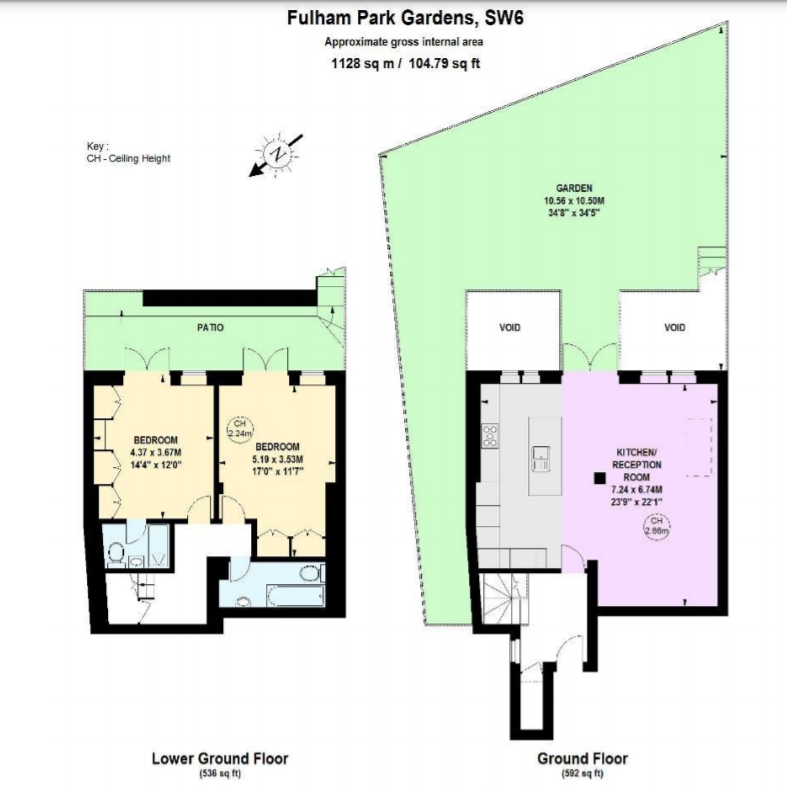 Fulham Park Gardens, SW6
Approximate gross internal area
1128 sq m / 104.79 sq ft
Key :
CH - Ceiling Height
N
GARDEN
10.56 x 10.50M
34'8" x 34'5"
PATIO
VOID
VOID
BEDROOM
4.37 x 3.67M
14'4" x 12'0"
CH
2.24m
BEDROOM
5.19 x 3.53M
17'0" x 11'7"
KITCHEN/
RECEPTION
ROOM
7.24 x 6.74M
23'9" x 22'1"
CH
2.66m
Lower Ground Floor
(536 sq ft)
Ground Floor
(592 sq ft)